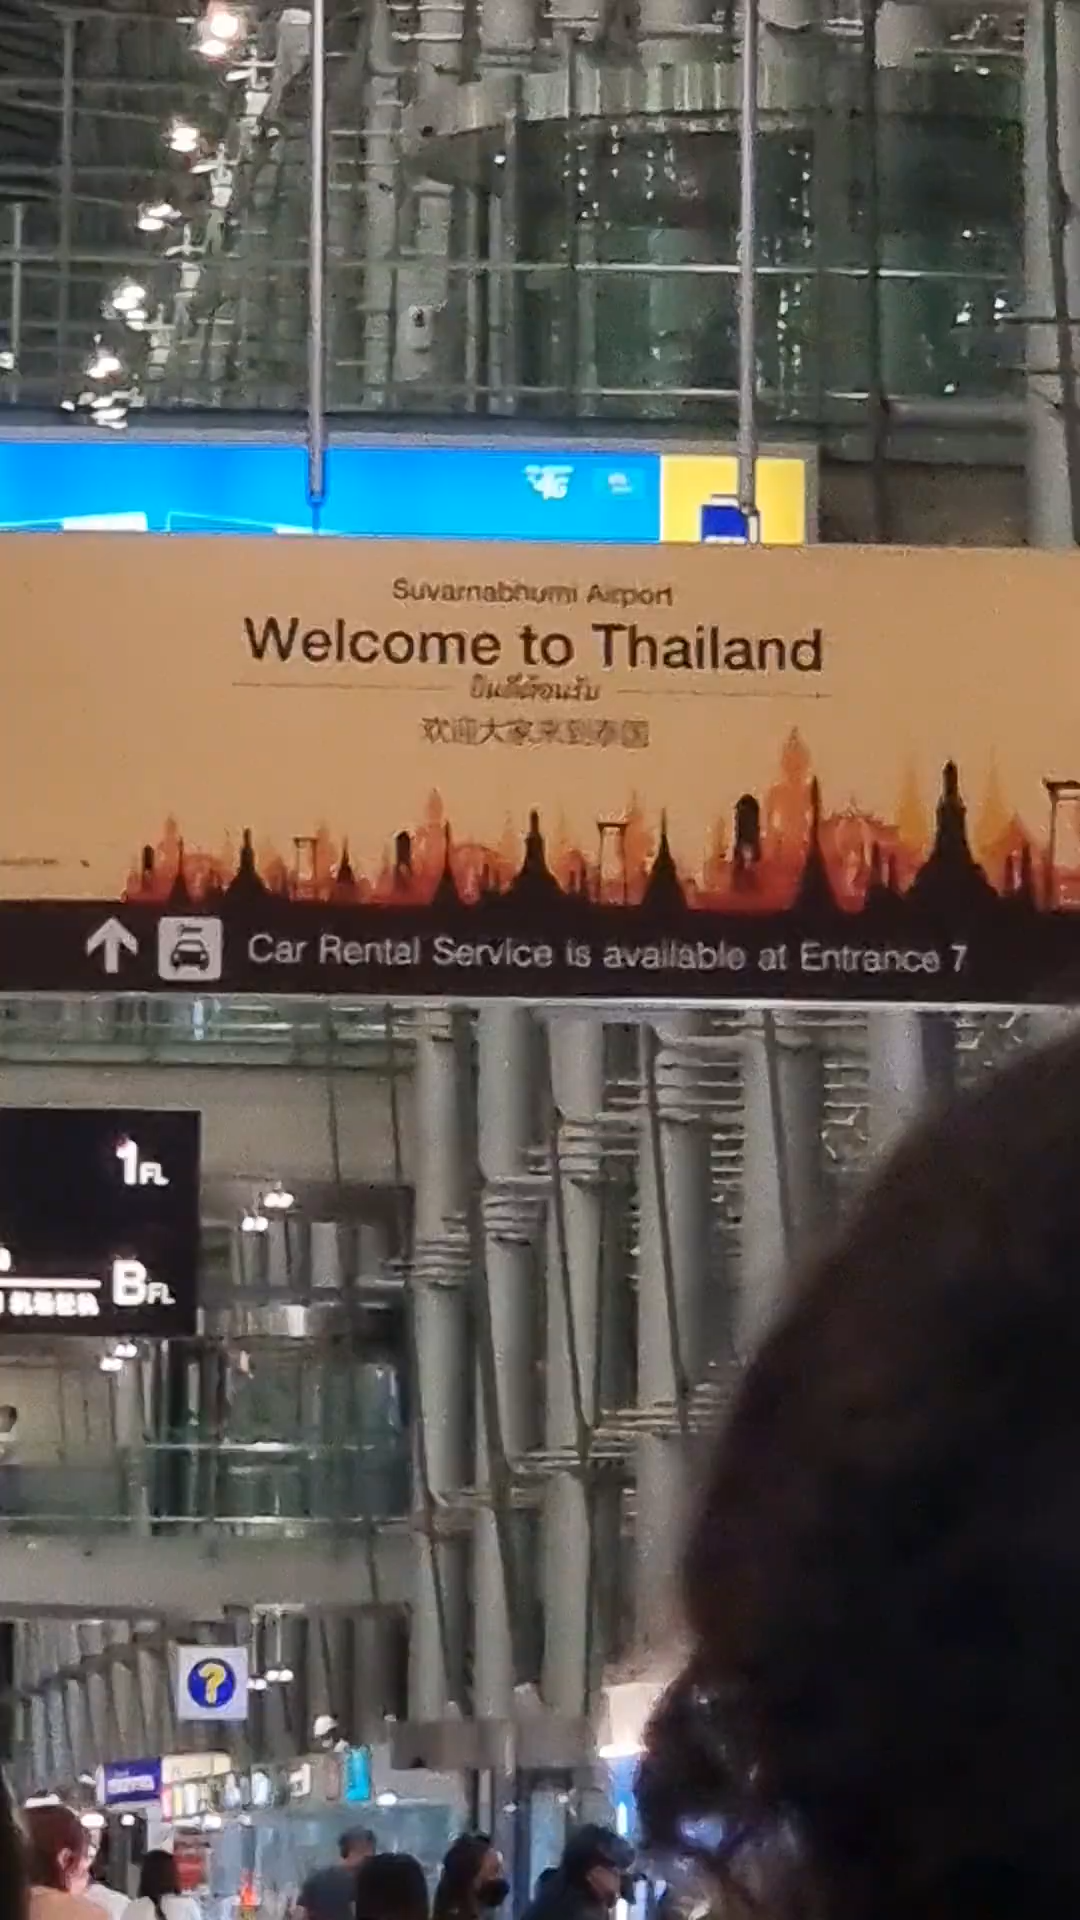 4G
Suvarnabhumi Airport
Welcome to Thailand
ยินดีต้อนรับ
欢迎大家来到泰国
Car Rental Service is available at Entrance 7
1FL
BFL
?